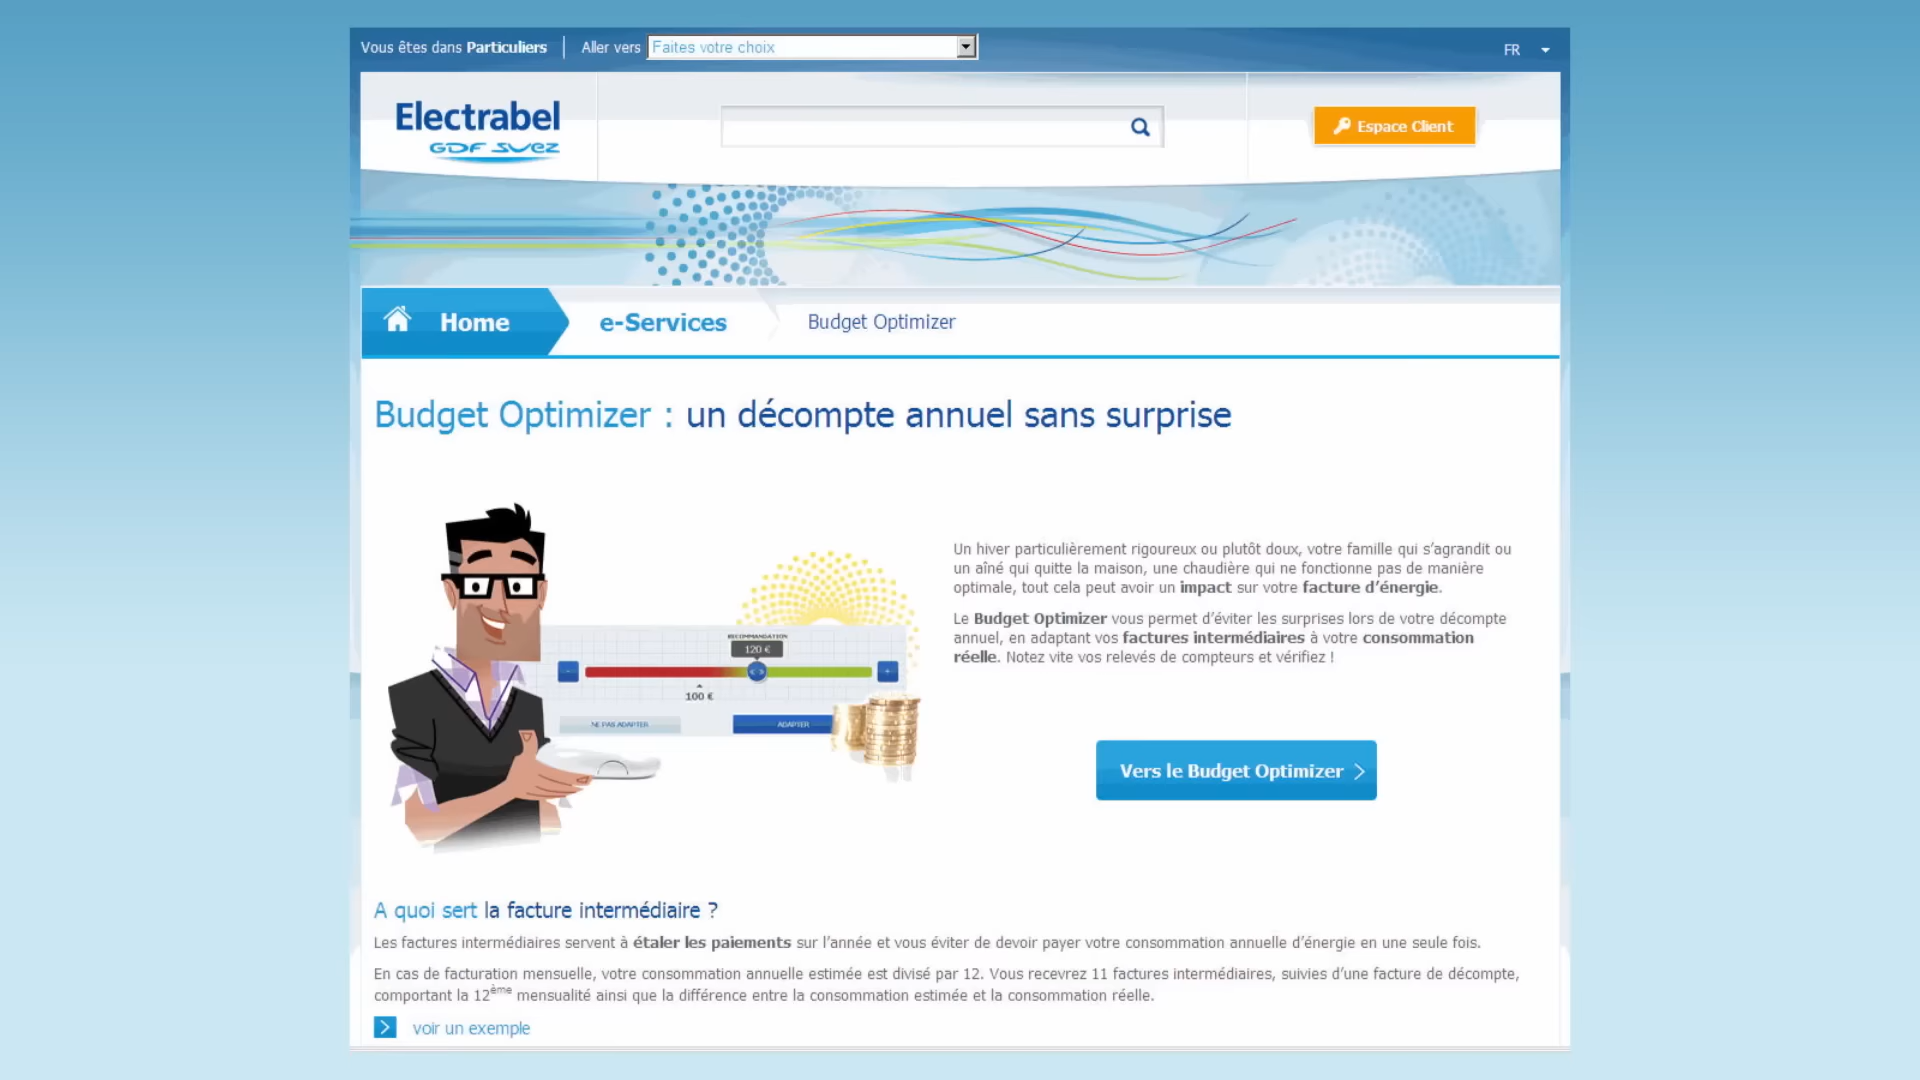 Vous êtes dans Particuliers
Aller vers
Faites votre choix
FR
Electrabel
GDF SUEZ
Espace Client
Home
e-Services
Budget Optimizer
Budget Optimizer : un décompte annuel sans surprise
RECOMMANDATION
120 €
-
+
100 €
NE PAS ADAPTER
ADAPTER
Un hiver particulièrement rigoureux ou plutôt doux, votre famille qui s’agrandit ou
un aîné qui quitte la maison, une chaudière qui ne fonctionne pas de manière
optimale, tout cela peut avoir un impact sur votre facture d’énergie.
Le Budget Optimizer vous permet d’éviter les surprises lors de votre décompte
annuel, en adaptant vos factures intermédiaires à votre consommation
réelle. Notez vite vos relevés de compteurs et vérifiez !
Vers le Budget Optimizer
A quoi sert la facture intermédiaire ?
Les factures intermédiaires servent à étaler les paiements sur l’année et vous éviter de devoir payer votre consommation annuelle d’énergie en une seule fois.
En cas de facturation mensuelle, votre consommation annuelle estimée est divisé par 12. Vous recevrez 11 factures intermédiaires, suivies d’une facture de décompte,
comportant la 12ème mensualité ainsi que la différence entre la consommation estimée et la consommation réelle.
voir un exemple